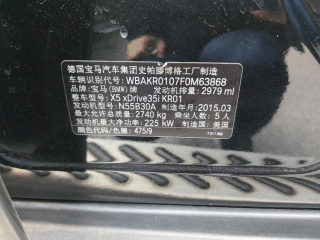 德国宝马汽车集团史帕滕博格工厂制造
车辆识别代号: WBAKR0107F0M63868
品牌: 宝马(BMW)牌 发动机排量: 2979 ml
整车型号: X5 xDrive35i KR01
发动机型号: N55B30A 制造年月: 2015.03
最大允许总质量: 2740 kg 乘坐人数: 5 人
发动机最大净功率: 225 kW 制造国: 美国
颜色代码/色号: 475/9